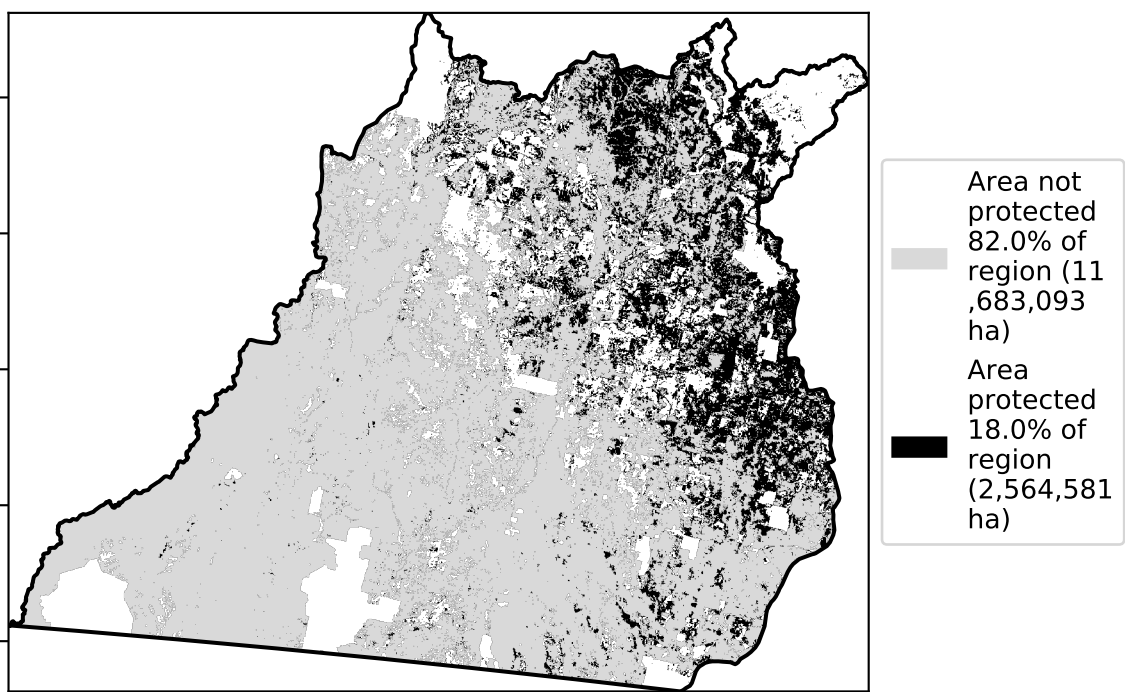 Area not
protected
82.0% of
region (11
,683,093
ha)
Area
protected
18.0% of
region
(2,564,581
ha)